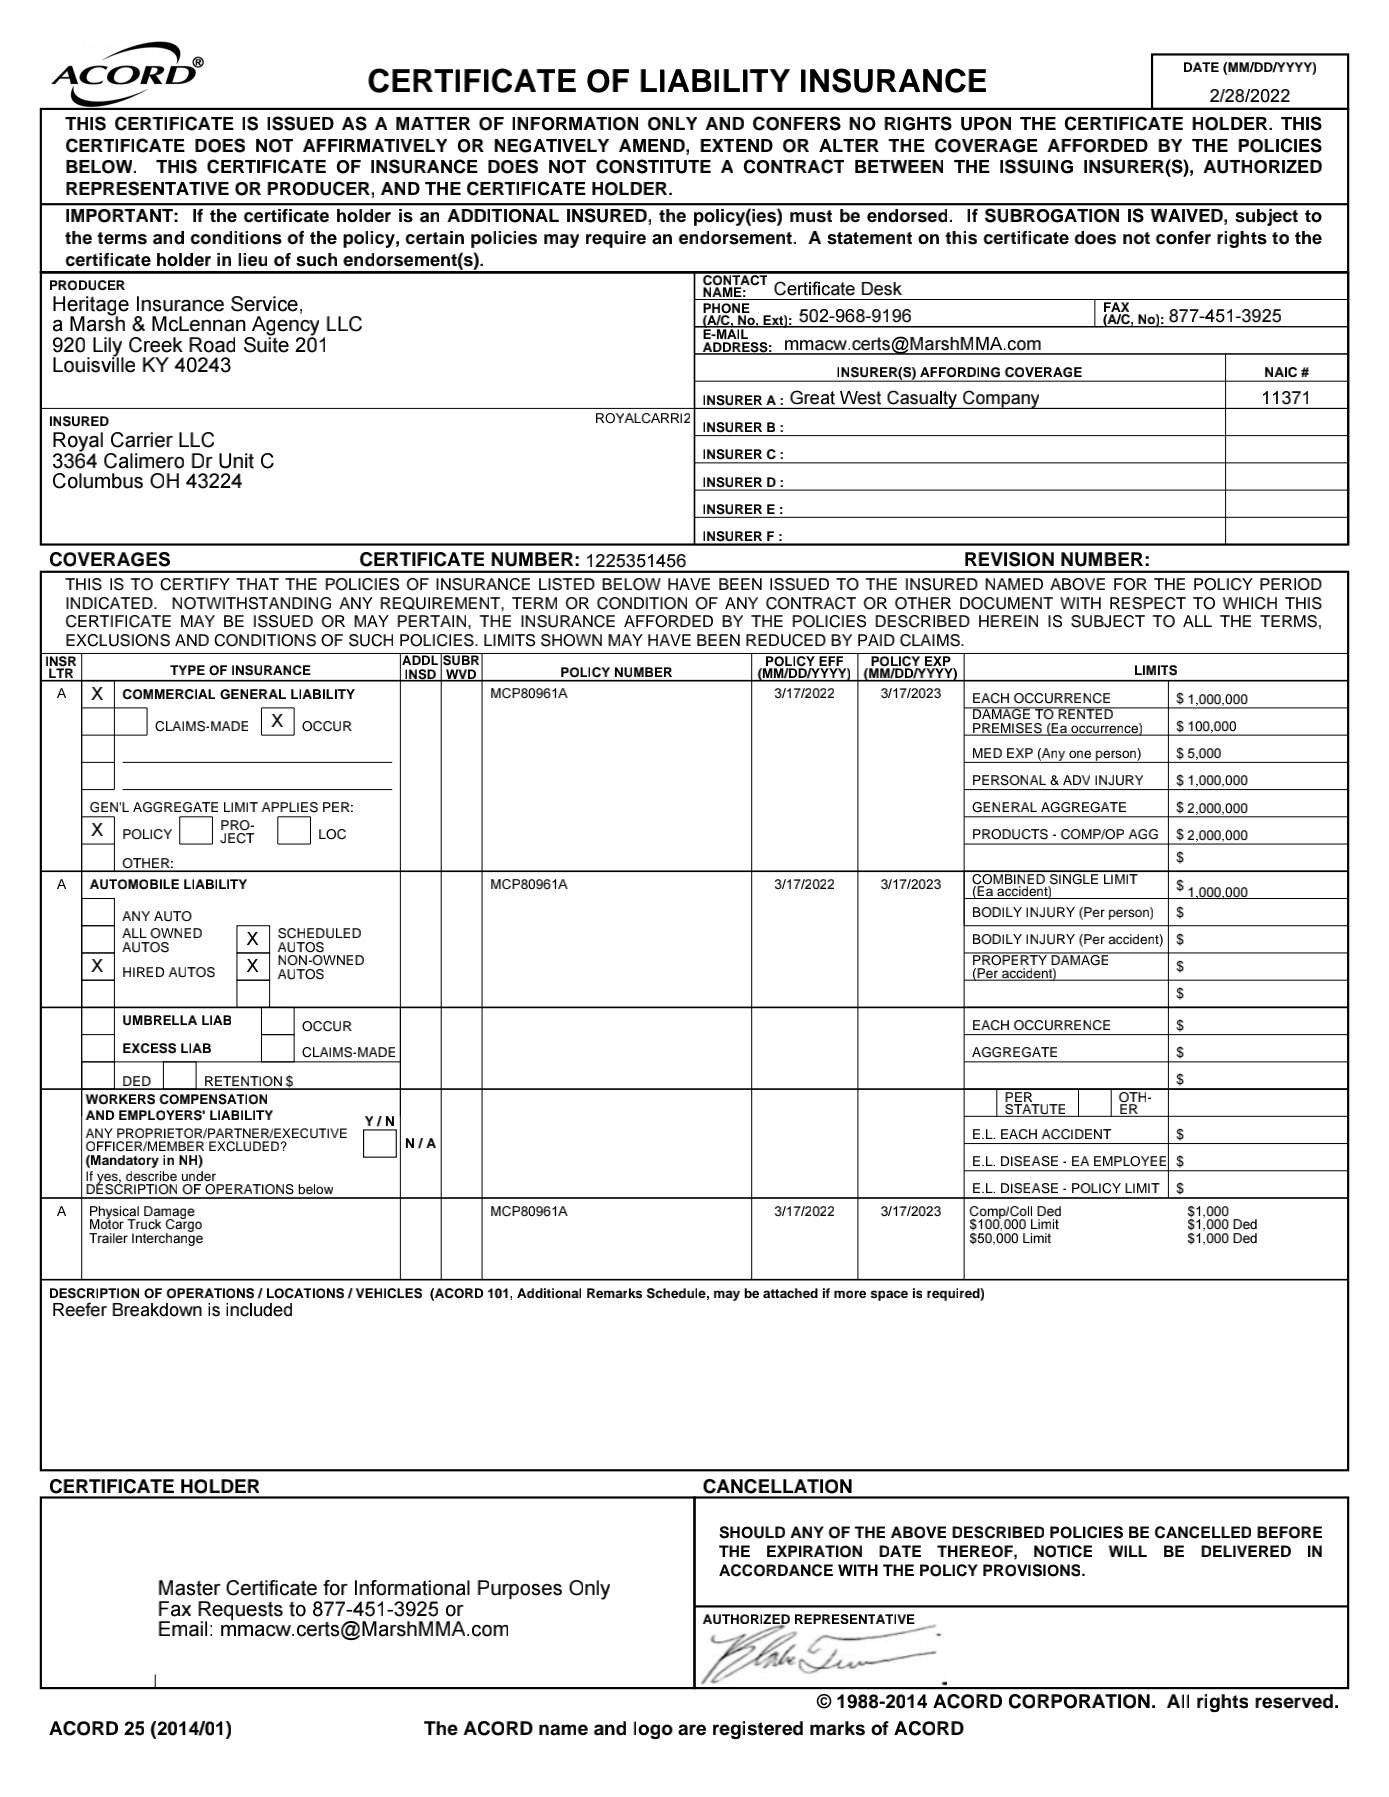 ACORD®
CERTIFICATE OF LIABILITY INSURANCE
DATE (MM/DD/YYYY)
2/28/2022
THIS CERTIFICATE IS ISSUED AS A MATTER OF INFORMATION ONLY AND CONFERS NO RIGHTS UPON THE CERTIFICATE HOLDER. THIS
CERTIFICATE DOES NOT AFFIRMATIVELY OR NEGATIVELY AMEND, EXTEND OR ALTER THE COVERAGE AFFORDED BY THE POLICIES
BELOW. THIS CERTIFICATE OF INSURANCE DOES NOT CONSTITUTE A CONTRACT BETWEEN THE ISSUING INSURER(S), AUTHORIZED
REPRESENTATIVE OR PRODUCER, AND THE CERTIFICATE HOLDER.
IMPORTANT: If the certificate holder is an ADDITIONAL INSURED, the policy(ies) must be endorsed. If SUBROGATION IS WAIVED, subject to
the terms and conditions of the policy, certain policies may require an endorsement. A statement on this certificate does not confer rights to the
certificate holder in lieu of such endorsement(s).
PRODUCER
Heritage Insurance Service,
a Marsh & McLennan Agency LLC
920 Lily Creek Road Suite 201
Louisville KY 40243
CONTACT
NAME: Certificate Desk
PHONE
(A/C, No, Ext): 502-968-9196
FAX
(A/C, No): 877-451-3925
E-MAIL
ADDRESS: mmacw.certs@MarshMMA.com
INSURER(S) AFFORDING COVERAGE NAIC #
INSURER A : Great West Casualty Company 11371
INSURED ROYALCARRI2
Royal Carrier LLC
3364 Calimero Dr Unit C
Columbus OH 43224
INSURER B :
INSURER C :
INSURER D :
INSURER E :
INSURER F :
COVERAGES CERTIFICATE NUMBER: 1225351456 REVISION NUMBER:
THIS IS TO CERTIFY THAT THE POLICIES OF INSURANCE LISTED BELOW HAVE BEEN ISSUED TO THE INSURED NAMED ABOVE FOR THE POLICY PERIOD
INDICATED. NOTWITHSTANDING ANY REQUIREMENT, TERM OR CONDITION OF ANY CONTRACT OR OTHER DOCUMENT WITH RESPECT TO WHICH THIS
CERTIFICATE MAY BE ISSUED OR MAY PERTAIN, THE INSURANCE AFFORDED BY THE POLICIES DESCRIBED HEREIN IS SUBJECT TO ALL THE TERMS,
EXCLUSIONS AND CONDITIONS OF SUCH POLICIES. LIMITS SHOWN MAY HAVE BEEN REDUCED BY PAID CLAIMS.
INSR LTR TYPE OF INSURANCE ADDL INSD SUBR WVD POLICY NUMBER POLICY EFF (MM/DD/YYYY) POLICY EXP (MM/DD/YYYY) LIMITS
A X COMMERCIAL GENERAL LIABILITY MCP80961A 3/17/2022 3/17/2023 EACH OCCURRENCE $ 1,000,000
CLAIMS-MADE X OCCUR DAMAGE TO RENTED PREMISES (Ea occurrence) $ 100,000
MED EXP (Any one person) $ 5,000
PERSONAL & ADV INJURY $ 1,000,000
GEN'L AGGREGATE LIMIT APPLIES PER: GENERAL AGGREGATE $ 2,000,000
X POLICY PRO-JECT LOC PRODUCTS - COMP/OP AGG $ 2,000,000
OTHER: $
A AUTOMOBILE LIABILITY MCP80961A 3/17/2022 3/17/2023 COMBINED SINGLE LIMIT (Ea accident) $ 1,000,000
ANY AUTO BODILY INJURY (Per person) $
ALL OWNED AUTOS X SCHEDULED AUTOS BODILY INJURY (Per accident) $
X HIRED AUTOS X NON-OWNED AUTOS PROPERTY DAMAGE (Per accident) $
$
UMBRELLA LIAB OCCUR EACH OCCURRENCE $
EXCESS LIAB CLAIMS-MADE AGGREGATE $
DED RETENTION $ $
WORKERS COMPENSATION
AND EMPLOYERS' LIABILITY Y / N PER STATUTE OTH-ER
ANY PROPRIETOR/PARTNER/EXECUTIVE
OFFICER/MEMBER EXCLUDED? N / A E.L. EACH ACCIDENT $
(Mandatory in NH) E.L. DISEASE - EA EMPLOYEE $
If yes, describe under
DESCRIPTION OF OPERATIONS below E.L. DISEASE - POLICY LIMIT $
A Physical Damage MCP80961A 3/17/2022 3/17/2023 Comp/Coll Ded $1,000
Motor Truck Cargo $100,000 Limit $1,000 Ded
Trailer Interchange $50,000 Limit $1,000 Ded
DESCRIPTION OF OPERATIONS / LOCATIONS / VEHICLES (ACORD 101, Additional Remarks Schedule, may be attached if more space is required)
Reefer Breakdown is included
CERTIFICATE HOLDER
Master Certificate for Informational Purposes Only
Fax Requests to 877-451-3925 or
Email: mmacw.certs@MarshMMA.com
CANCELLATION
SHOULD ANY OF THE ABOVE DESCRIBED POLICIES BE CANCELLED BEFORE
THE EXPIRATION DATE THEREOF, NOTICE WILL BE DELIVERED IN
ACCORDANCE WITH THE POLICY PROVISIONS.
AUTHORIZED REPRESENTATIVE
© 1988-2014 ACORD CORPORATION. All rights reserved.
ACORD 25 (2014/01) The ACORD name and logo are registered marks of ACORD